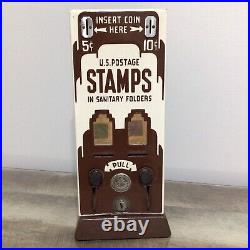 INSERT COIN
HERE
5¢ 10¢
U.S. POSTAGE
STAMPS
IN SANITARY FOLDERS
PULL